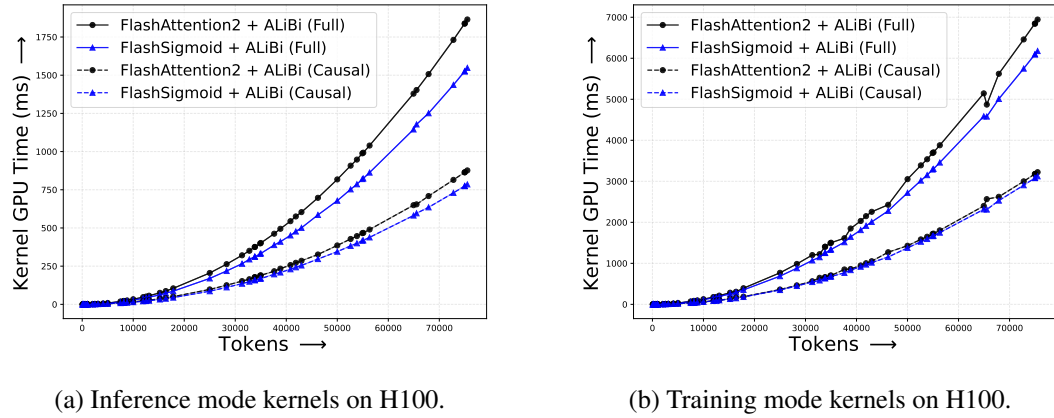 FlashAttention2 + ALiBi (Full)
FlashSigmoid + ALiBi (Full)
FlashAttention2 + ALiBi (Causal)
FlashSigmoid + ALiBi (Causal)
Kernel GPU Time (ms) ⟶
1750
1500
1250
1000
750
500
250
0
0 10000 20000 30000 40000 50000 60000 70000
Tokens ⟶
(a) Inference mode kernels on H100.
FlashAttention2 + ALiBi (Full)
FlashSigmoid + ALiBi (Full)
FlashAttention2 + ALiBi (Causal)
FlashSigmoid + ALiBi (Causal)
Kernel GPU Time (ms) ⟶
7000
6000
5000
4000
3000
2000
1000
0
0 10000 20000 30000 40000 50000 60000 70000
Tokens ⟶
(b) Training mode kernels on H100.